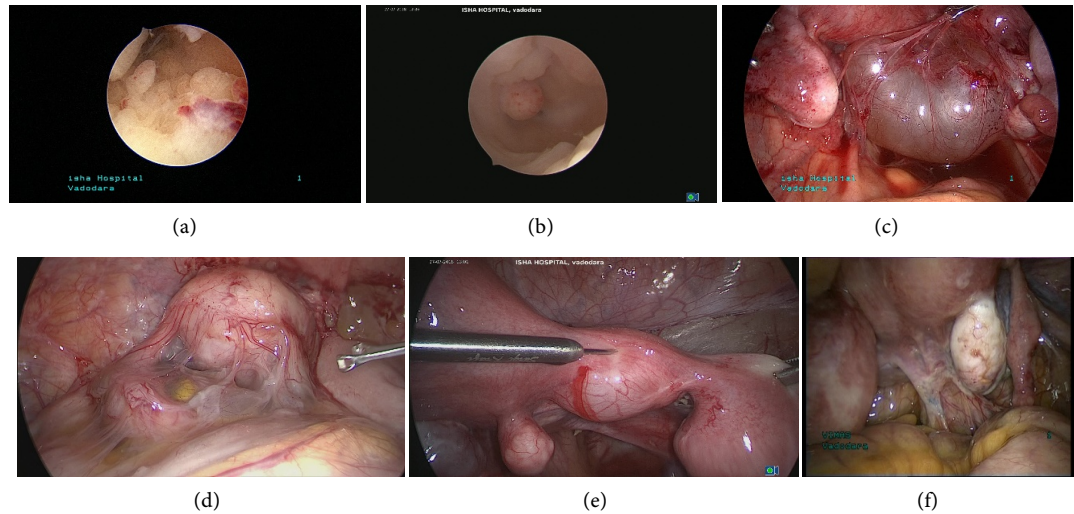 isha Hospital
Vadodara
1
ISHA HOSPITAL, vadodara
isha Hospital
Vadodara
1
(a)
(b)
(c)
ISHA HOSPITAL, vadodara
Vadodara
(d)
(e)
(f)